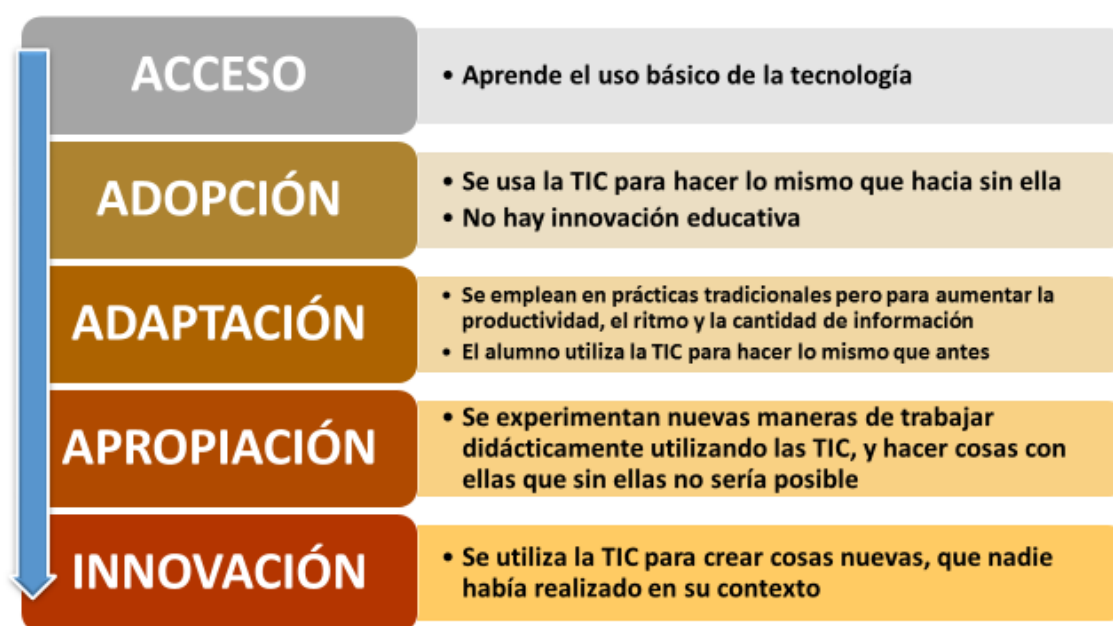 ACCESO
• Aprende el uso básico de la tecnología
ADOPCIÓN
• Se usa la TIC para hacer lo mismo que hacia sin ella
• No hay innovación educativa
ADAPTACIÓN
• Se emplean en prácticas tradicionales pero para aumentar la
productividad, el ritmo y la cantidad de información
• El alumno utiliza la TIC para hacer lo mismo que antes
APROPIACIÓN
• Se experimentan nuevas maneras de trabajar
didácticamente utilizando las TIC, y hacer cosas con
ellas que sin ellas no sería posible
INNOVACIÓN
• Se utiliza la TIC para crear cosas nuevas, que nadie
había realizado en su contexto